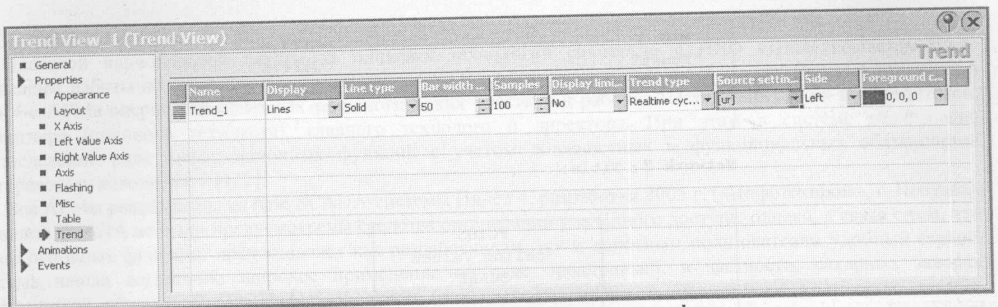 Trend View_1 (Trend View)
Trend
General
Properties
Appearance
Layout
X Axis
Left Value Axis
Right Value Axis
Axis
Flashing
Misc
Table
Trend
Animations
Events
Name Display Line type Bar width ... Samples Display limi... Trend type Source settin... Side Foreground c...
Trend_1 Lines Solid 50 100 No Realtime cyc... [ur] Left 0, 0, 0